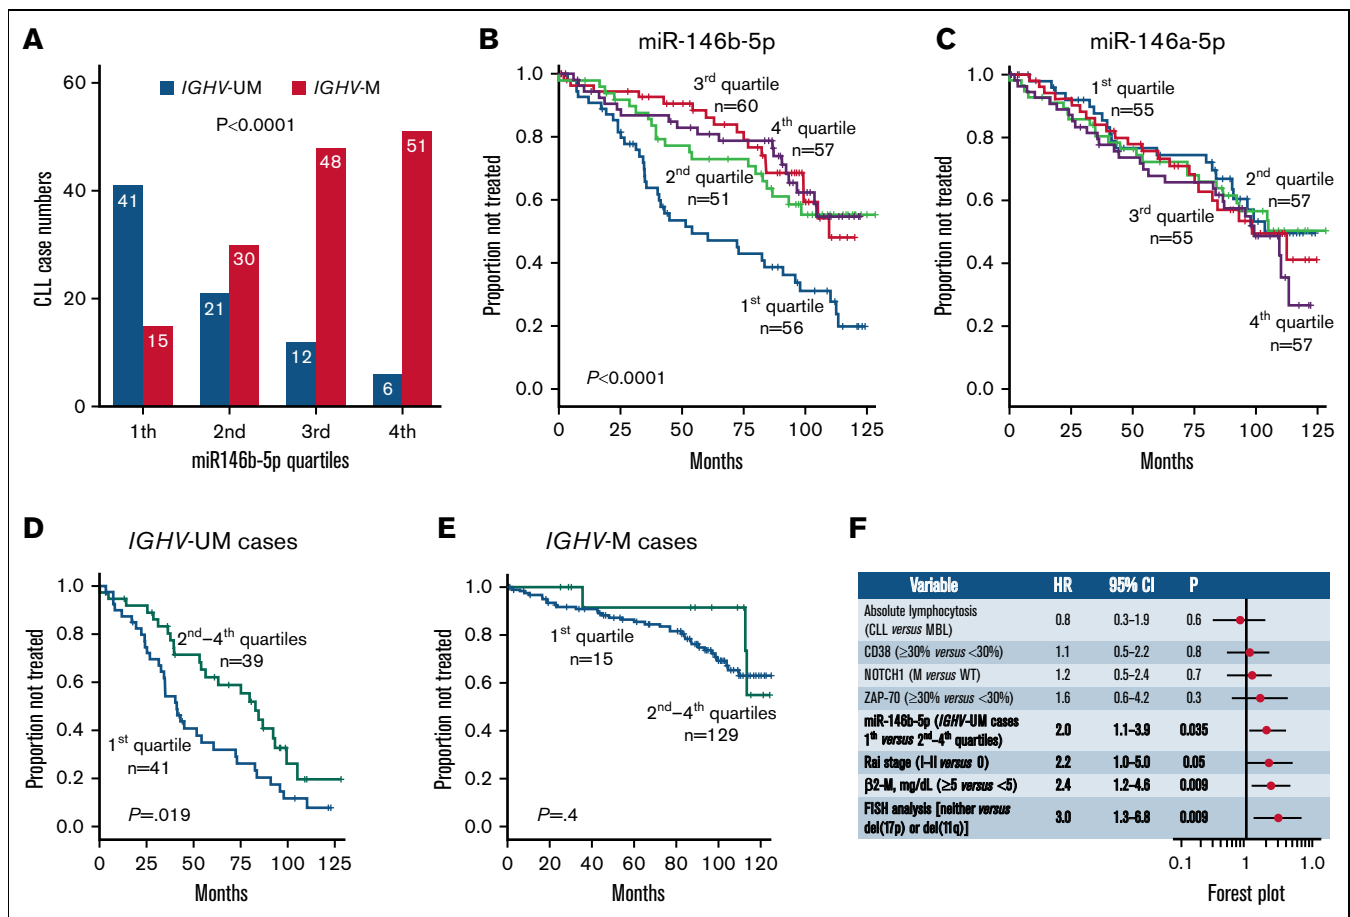 A
60
40
20
0
CLL case numbers
IGHV-UM
IGHV-M
P<0.0001
41
15
21
30
12
48
6
51
1th
2nd
3rd
4th
miR146b-5p quartiles
B
miR-146b-5p
Proportion not treated
1.0
0.8
0.6
0.4
0.2
0.0
3rd quartile
n=60
4th quartile
n=57
2nd quartile
n=51
1st quartile
n=56
P<0.0001
0
25
50
75
100
125
Months
C
miR-146a-5p
Proportion not treated
1.0
0.8
0.6
0.4
0.2
0.0
1st quartile
n=55
2nd quartile
n=57
3rd quartile
n=55
4th quartile
n=57
0
25
50
75
100
125
Months
D
IGHV-UM cases
Proportion not treated
1.0
0.8
0.6
0.4
0.2
0.0
2nd–4th quartiles
n=39
1st quartile
n=41
P=.019
0
25
50
75
100
125
Months
E
IGHV-M cases
Proportion not treated
1.0
0.8
0.6
0.4
0.2
0.0
1st quartile
n=15
2nd–4th quartiles
n=129
P=.4
0
20
40
60
80
100
120
Months
F
Variable HR 95% CI P
Absolute lymphocytosis
(CLL versus MBL) 0.8 0.3–1.9 0.6
CD38 (≥30% versus <30%) 1.1 0.5–2.2 0.8
NOTCH1 (M versus WT) 1.2 0.5–2.4 0.7
ZAP-70 (≥30% versus <30%) 1.6 0.6–4.2 0.3
miR-146b-5p (IGHV-UM cases
1th versus 2nd–4th quartiles) 2.0 1.1–3.9 0.035
Rai stage (I–II versus 0) 2.2 1.0–5.0 0.05
β2-M, mg/dL (≥5 versus <5) 2.4 1.2–4.6 0.009
FISH analysis [neither versus
del(17p) or del(11q)] 3.0 1.3–6.8 0.009
0.1
1
1.0
Forest plot